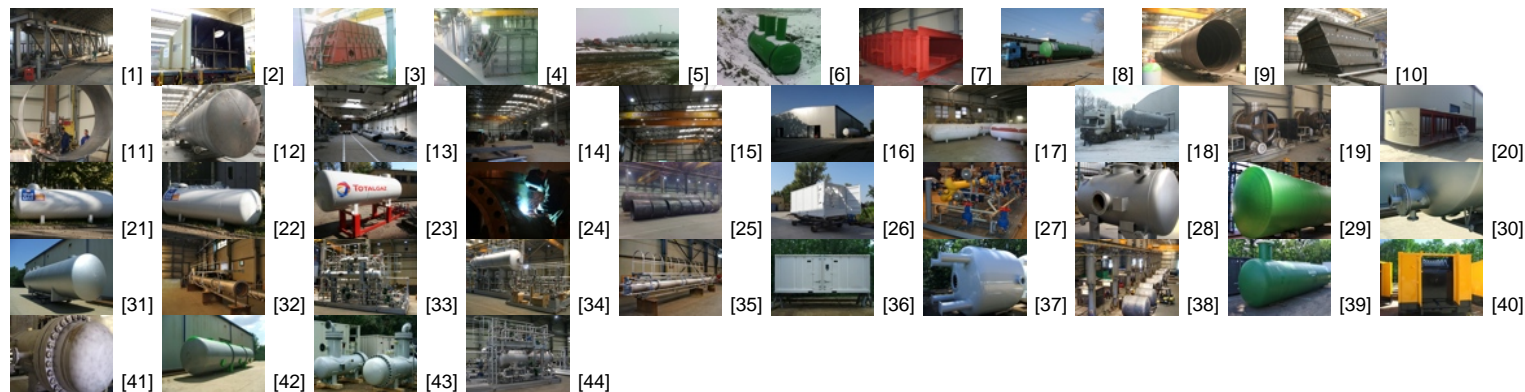 [1] [2] [3] [4] [5] [6] [7] [8] [9] [10]
[11] [12] [13] [14] [15] [16] [17] [18] [19] [20]
TOTALGAZ
[21] [22] [23] [24] [25] [26] [27] [28] [29] [30]
[31] [32] [33] [34] [35] [36] [37] [38] [39] [40]
[41] [42] [43] [44]